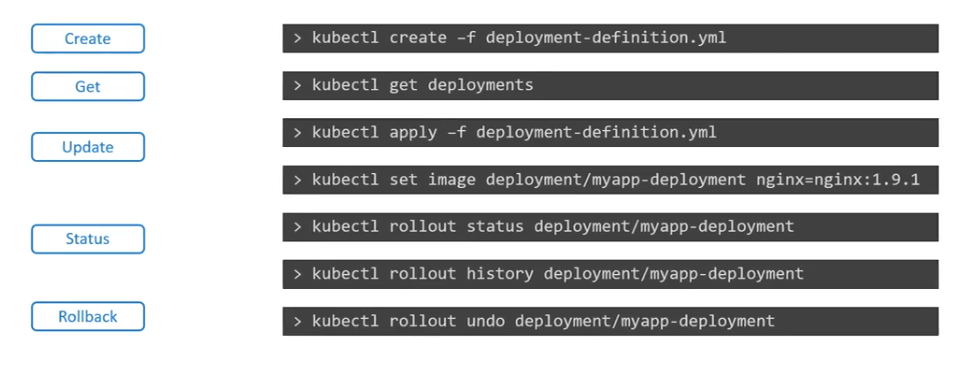 Create
> kubectl create –f deployment-definition.yml
Get
> kubectl get deployments
Update
> kubectl apply –f deployment-definition.yml
> kubectl set image deployment/myapp-deployment nginx=nginx:1.9.1
Status
> kubectl rollout status deployment/myapp-deployment
> kubectl rollout history deployment/myapp-deployment
Rollback
> kubectl rollout undo deployment/myapp-deployment